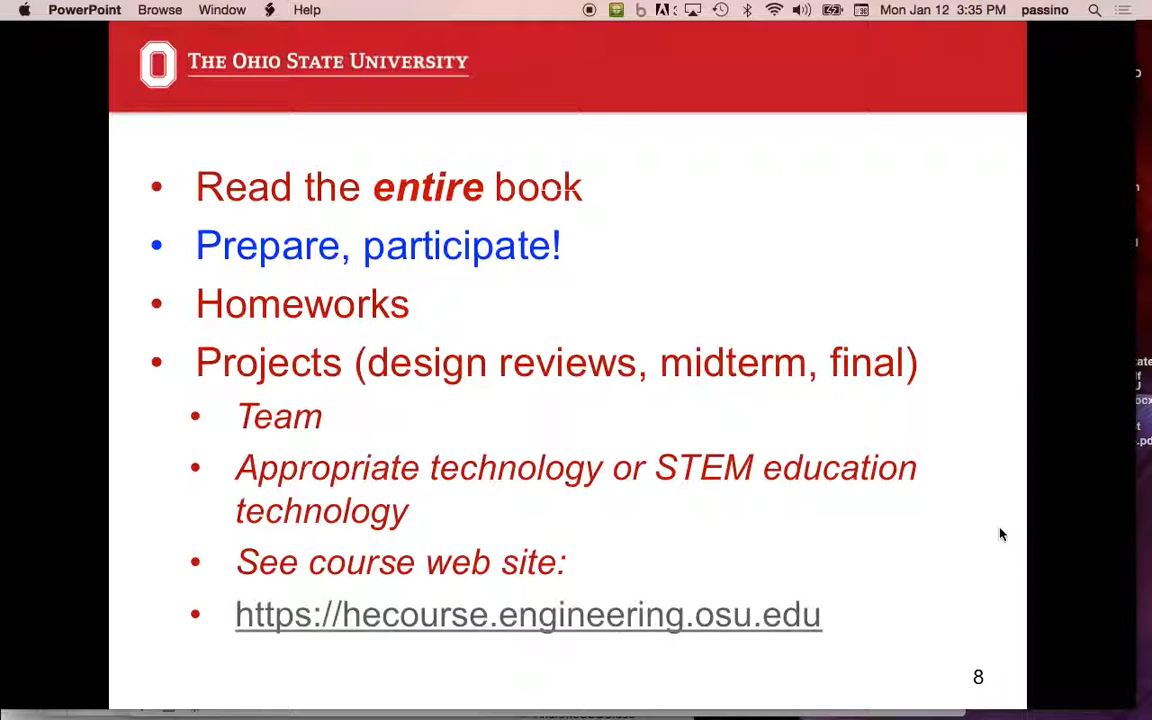 PowerPoint Browse Window Help Mon Jan 12 3:35 PM passino
THE OHIO STATE UNIVERSITY
• Read the entire book
• Prepare, participate!
• Homeworks
• Projects (design reviews, midterm, final)
• Team
• Appropriate technology or STEM education
technology
• See course web site:
• https://hecourse.engineering.osu.edu
8